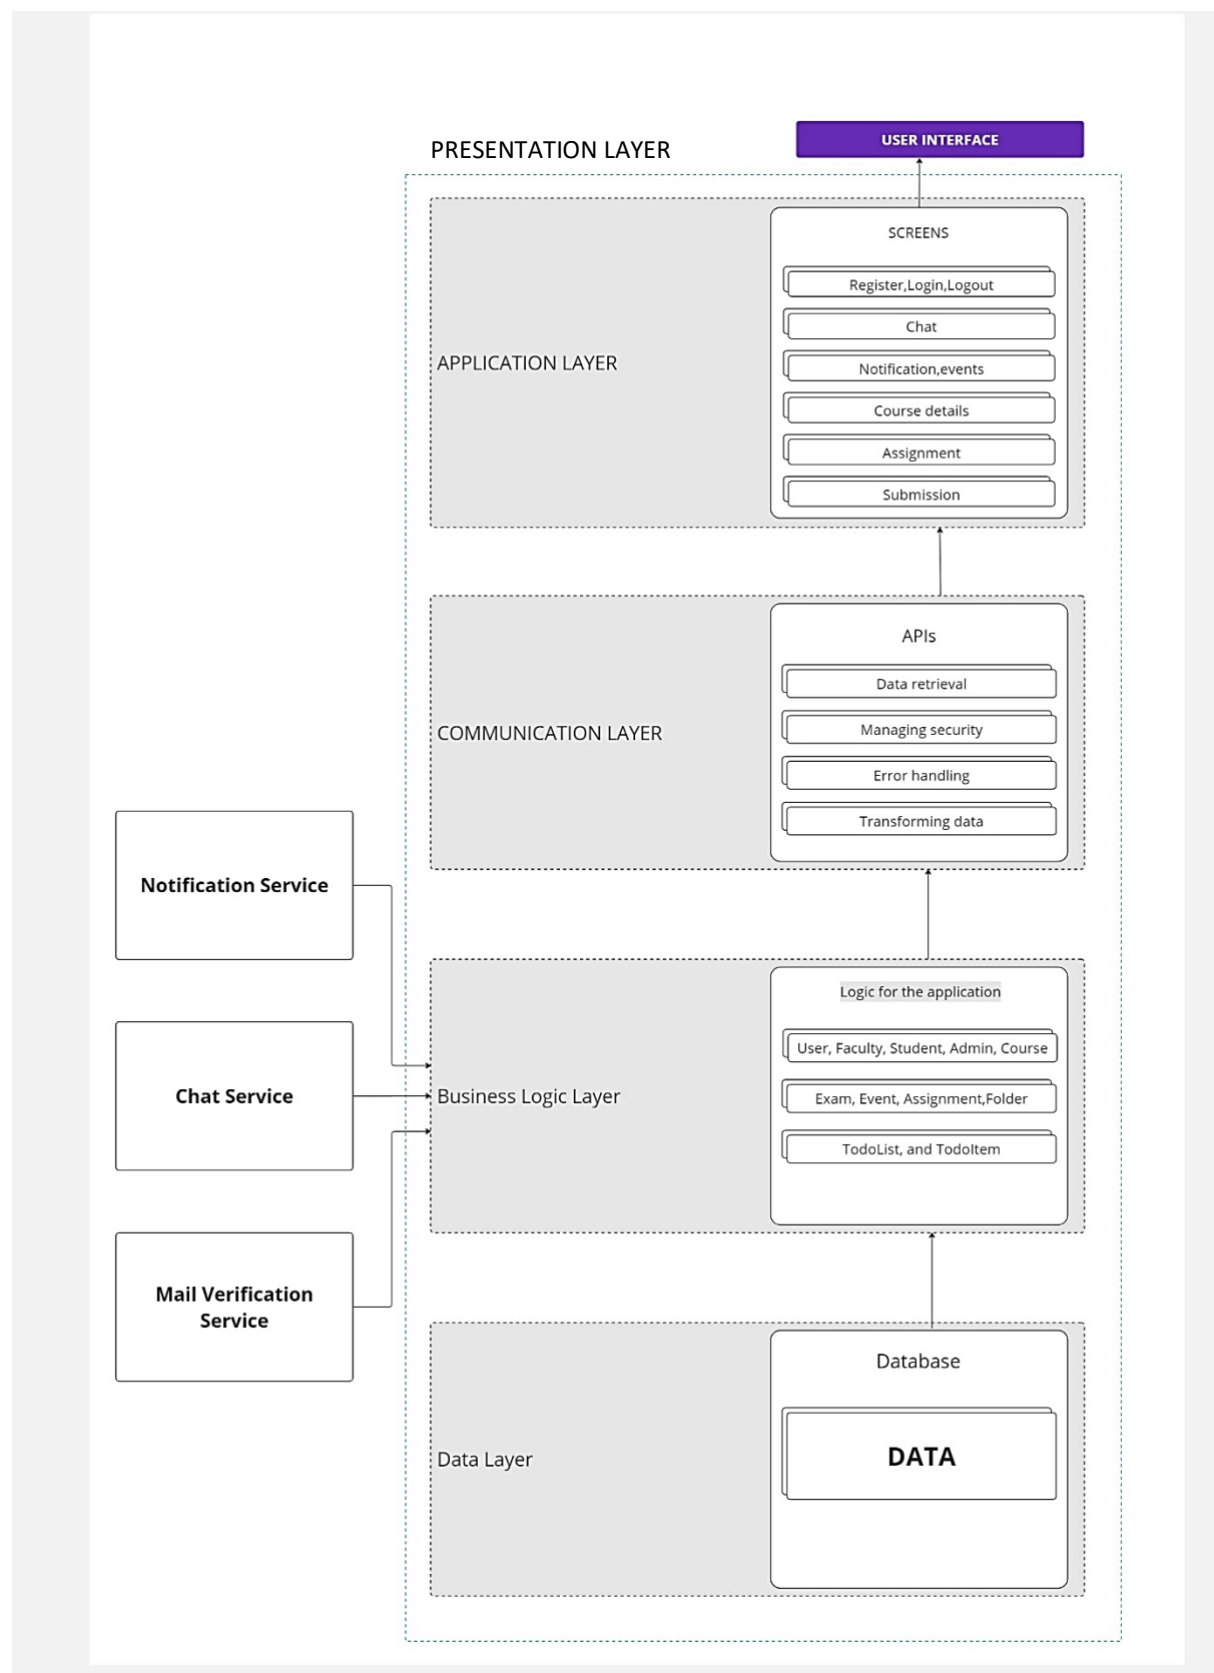 PRESENTATION LAYER
USER INTERFACE
APPLICATION LAYER
SCREENS
Register,Login,Logout
Chat
Notification,events
Course details
Assignment
Submission
COMMUNICATION LAYER
APIs
Data retrieval
Managing security
Error handling
Transforming data
Notification Service
Chat Service
Mail Verification
Service
Business Logic Layer
Logic for the application
User, Faculty, Student, Admin, Course
Exam, Event, Assignment,Folder
TodoList, and TodoItem
Data Layer
Database
DATA